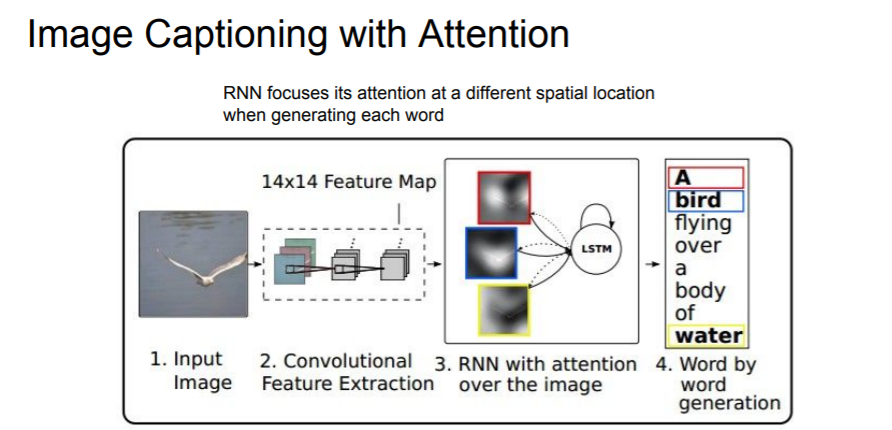 Image Captioning with Attention
RNN focuses its attention at a different spatial location
when generating each word
14x14 Feature Map
LSTM
A
bird
flying
over
a
body
of
water
1. Input
Image
2. Convolutional
Feature Extraction
3. RNN with attention
over the image
4. Word by
word
generation